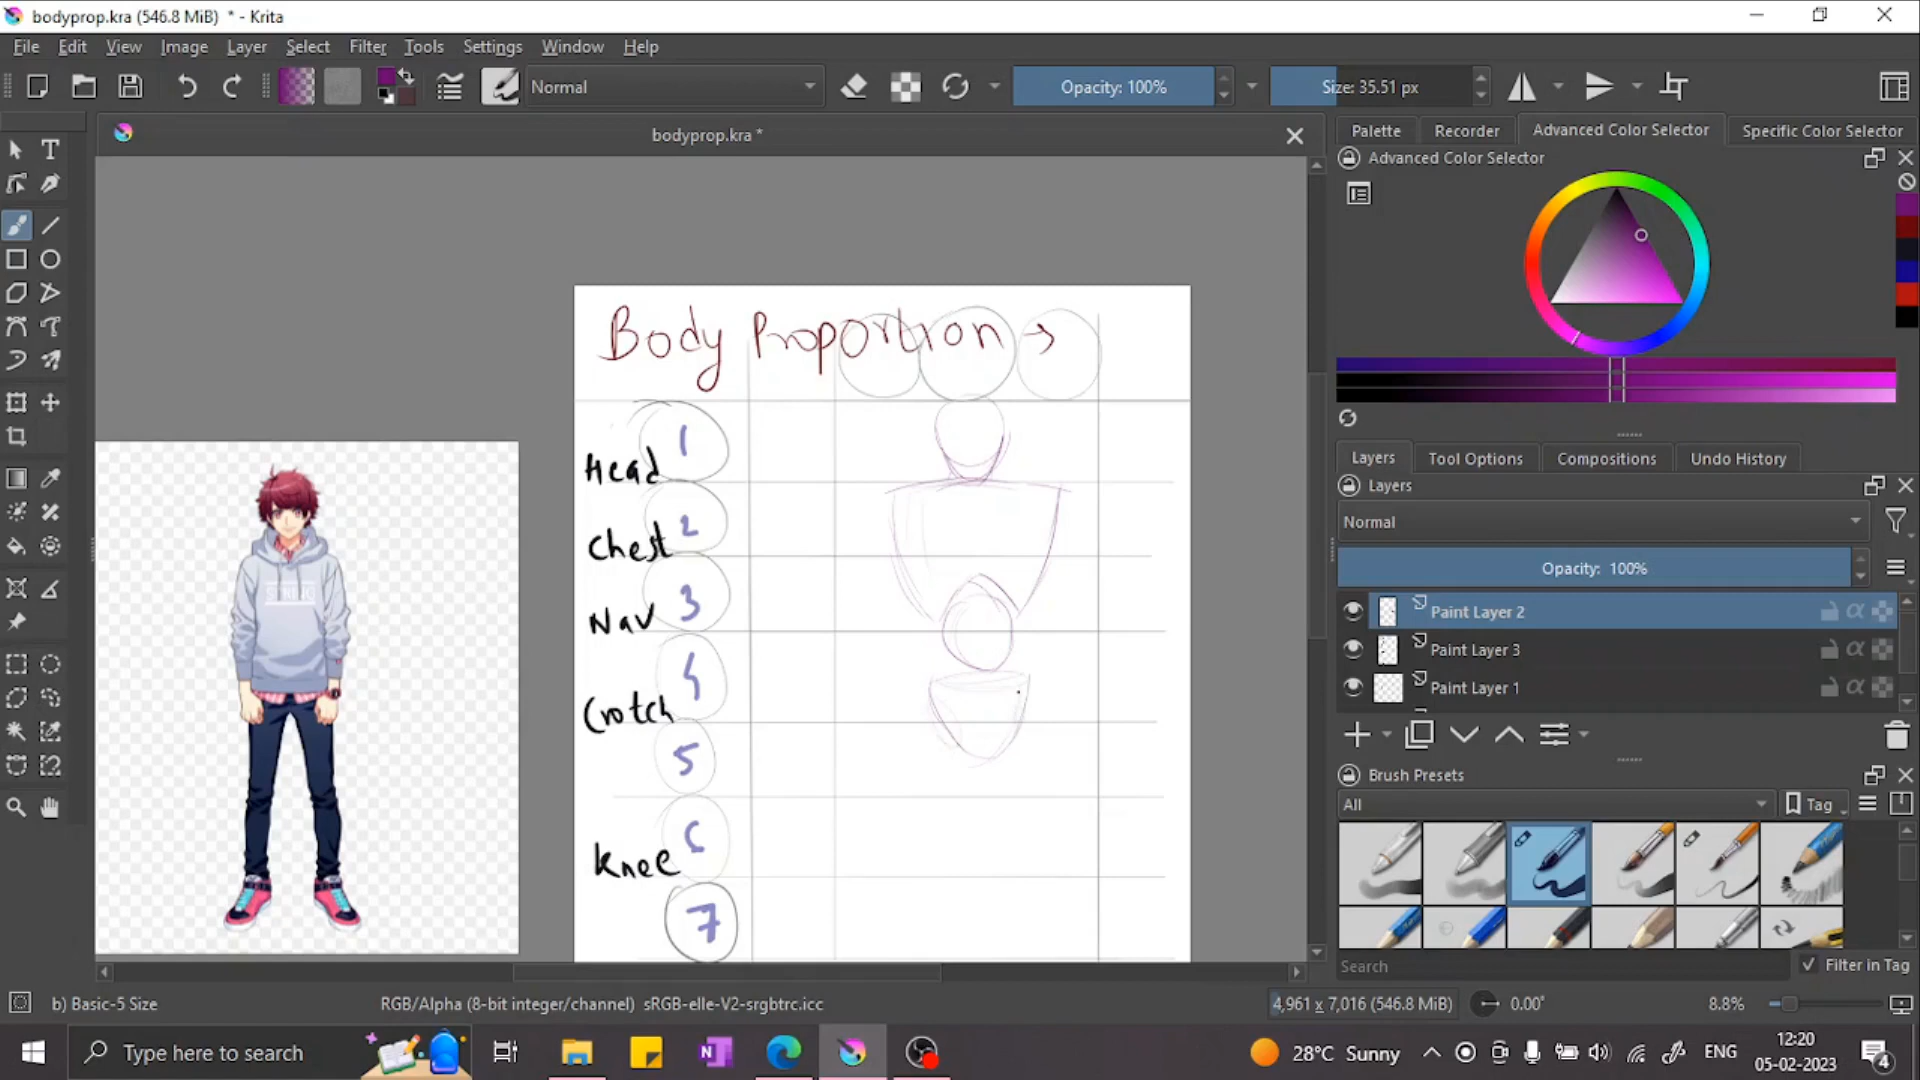 bodyprop.kra (546.8 MiB) * - Krita
File Edit View Image Layer Select Filter Tools Settings Window Help
Normal Opacity: 100% Size: 35.51 px
bodyprop.kra *
Palette Recorder Advanced Color Selector Specific Color Selector
Advanced Color Selector
Body Proportion →
Head 1
Chest 2
Nav 3
Crotch 4
5
Knee 6
7
Layers Tool Options Compositions Undo History
Layers
Normal
Opacity: 100%
Paint Layer 2
Paint Layer 3
Paint Layer 1
Brush Presets
All Tag
Search Filter in Tag
b) Basic-5 Size RGB/Alpha (8-bit integer/channel) sRGB-elle-V2-srgbtrc.icc 4,961 x 7,016 (546.8 MiB) 0.00° 8.8%
Type here to search 28°C Sunny ENG 12:20
05-02-2023 4